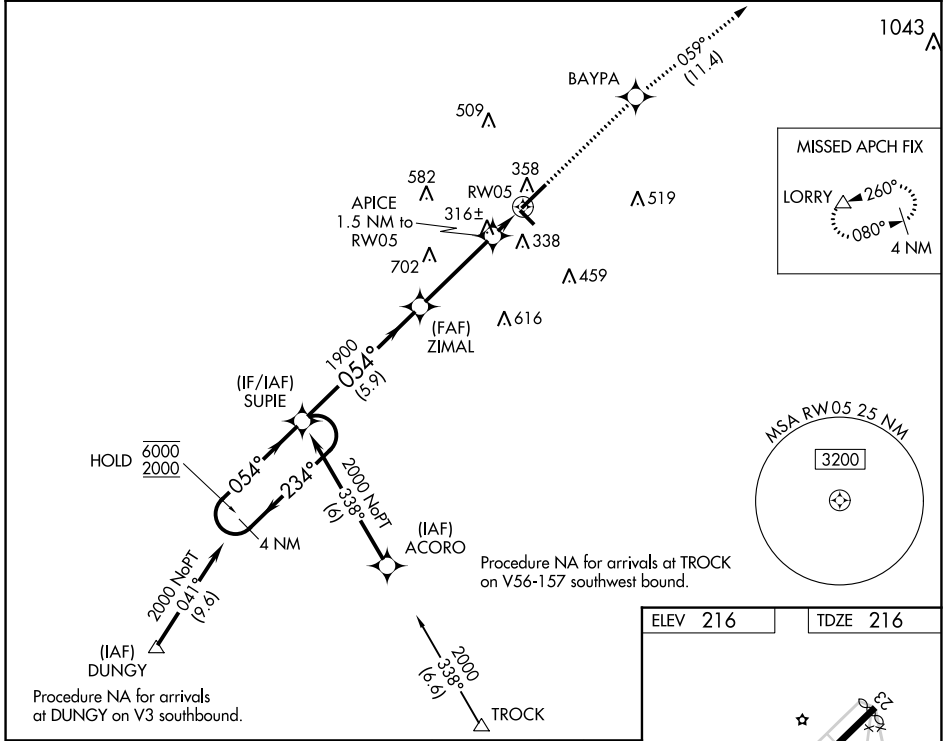 1043
059°
(11.4)
BAYPA
509
MISSED APCH FIX
LORRY
260°
080°
4 NM
358
582
RW05
519
APICE
1.5 NM to
RW05
316±
338
702
459
616
(FAF)
ZIMAL
1900
054°
(5.9)
(IF/IAF)
SUPIE
MSA RW05 25 NM
3200
HOLD
6000
2000
054°
234°
4 NM
2000 NoPT
338°
(6)
(IAF)
ACORO
Procedure NA for arrivals at TROCK
on V56-157 southwest bound.
2000 NoPT
041°
(9.6)
(IAF)
DUNGY
Procedure NA for arrivals
at DUNGY on V3 southbound.
2000
338°
(6.6)
TROCK
ELEV 216
TDZE 216
23